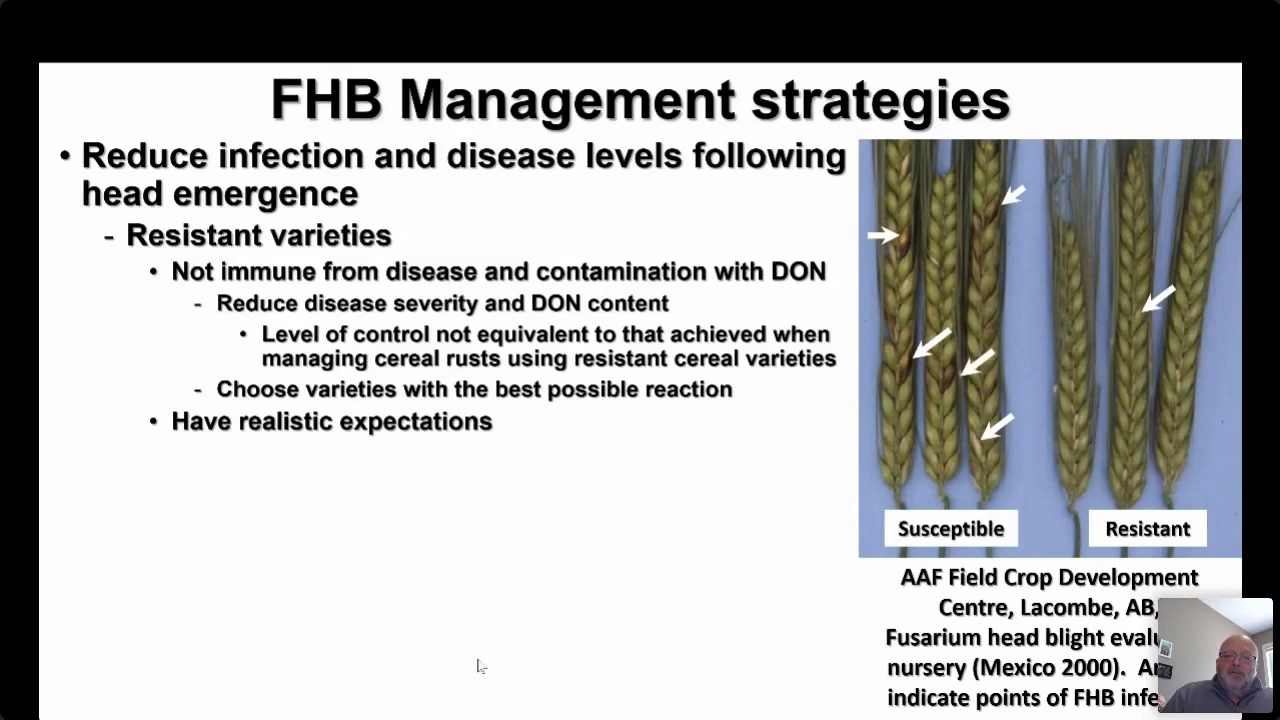 FHB Management strategies
• Reduce infection and disease levels following
head emergence
- Resistant varieties
• Not immune from disease and contamination with DON
- Reduce disease severity and DON content
• Level of control not equivalent to that achieved when
managing cereal rusts using resistant cereal varieties
- Choose varieties with the best possible reaction
• Have realistic expectations
Susceptible
Resistant
AAF Field Crop Development
Centre, Lacombe, AB,
Fusarium head blight
nursery (Mexico 2000).
indicate points of FHB